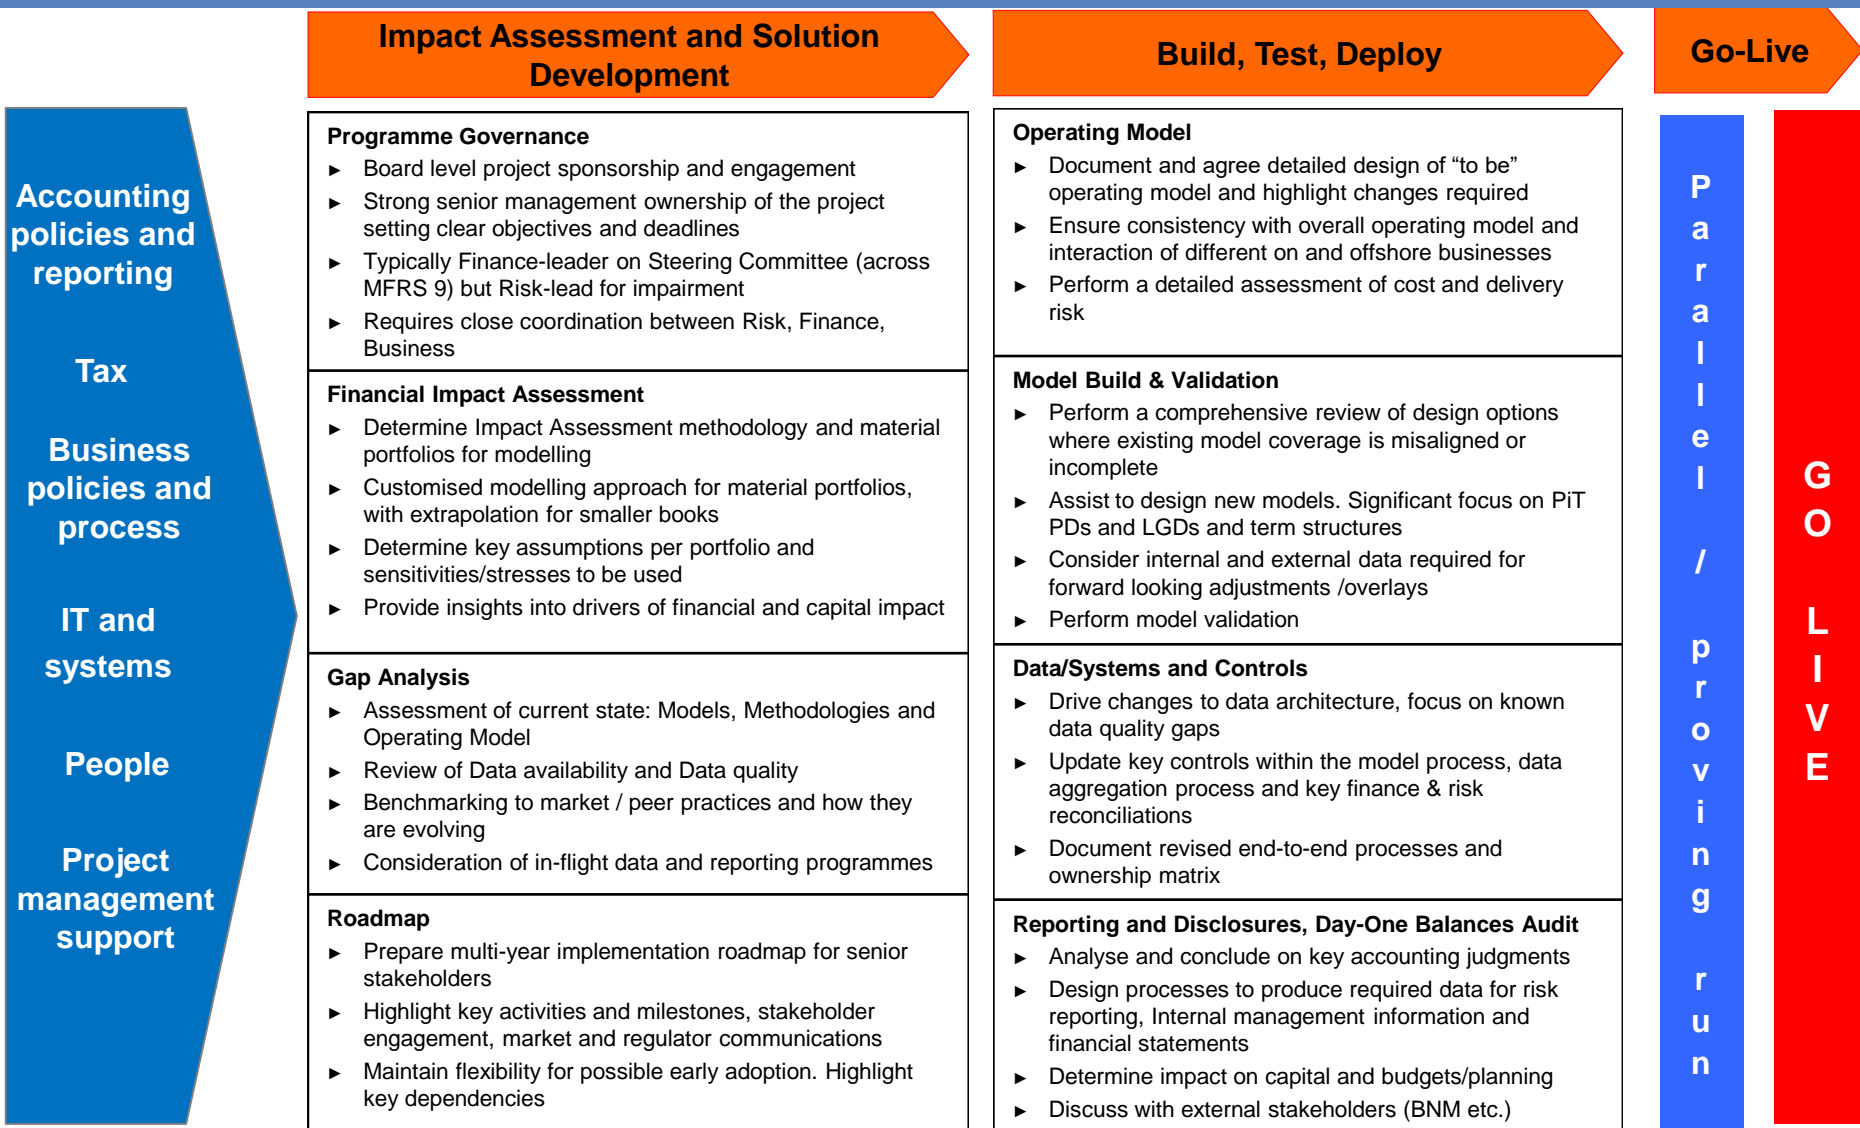 Impact Assessment and Solution
Development
Build, Test, Deploy
Go-Live
Accounting
policies and
reporting
Tax
Business
policies and
process
IT and
systems
People
Project
management
support
Programme Governance
► Board level project sponsorship and engagement
► Strong senior management ownership of the project
setting clear objectives and deadlines
► Typically Finance-leader on Steering Committee (across
MFRS 9) but Risk-lead for impairment
► Requires close coordination between Risk, Finance,
Business
Financial Impact Assessment
► Determine Impact Assessment methodology and material
portfolios for modelling
► Customised modelling approach for material portfolios,
with extrapolation for smaller books
► Determine key assumptions per portfolio and
sensitivities/stresses to be used
► Provide insights into drivers of financial and capital impact
Gap Analysis
► Assessment of current state: Models, Methodologies and
Operating Model
► Review of Data availability and Data quality
► Benchmarking to market / peer practices and how they
are evolving
► Consideration of in-flight data and reporting programmes
Roadmap
► Prepare multi-year implementation roadmap for senior
stakeholders
► Highlight key activities and milestones, stakeholder
engagement, market and regulator communications
► Maintain flexibility for possible early adoption. Highlight
key dependencies
Operating Model
► Document and agree detailed design of “to be”
operating model and highlight changes required
► Ensure consistency with overall operating model and
interaction of different on and offshore businesses
► Perform a detailed assessment of cost and delivery
risk
Model Build & Validation
► Perform a comprehensive review of design options
where existing model coverage is misaligned or
incomplete
► Assist to design new models. Significant focus on PiT
PDs and LGDs and term structures
► Consider internal and external data required for
forward looking adjustments /overlays
► Perform model validation
Data/Systems and Controls
► Drive changes to data architecture, focus on known
data quality gaps
► Update key controls within the model process, data
aggregation process and key finance & risk
reconciliations
► Document revised end-to-end processes and
ownership matrix
Reporting and Disclosures, Day-One Balances Audit
► Analyse and conclude on key accounting judgments
► Design processes to produce required data for risk
reporting, Internal management information and
financial statements
► Determine impact on capital and budgets/planning
► Discuss with external stakeholders (BNM etc.)
Parallel / proving run
GO LIVE